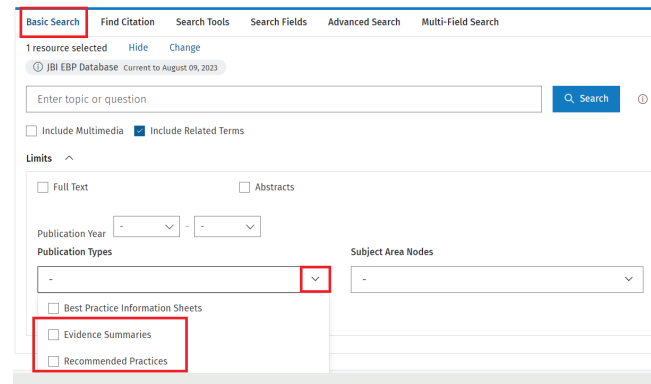 Basic Search Find Citation Search Tools Search Fields Advanced Search Multi-Field Search
1 resource selected Hide Change
JBI EBP Database Current to August 09, 2023
Enter topic or question Search
Include Multimedia Include Related Terms
Limits
Full Text Abstracts
Publication Year - - -
Publication Types Subject Area Nodes
- -
Best Practice Information Sheets
Evidence Summaries
Recommended Practices